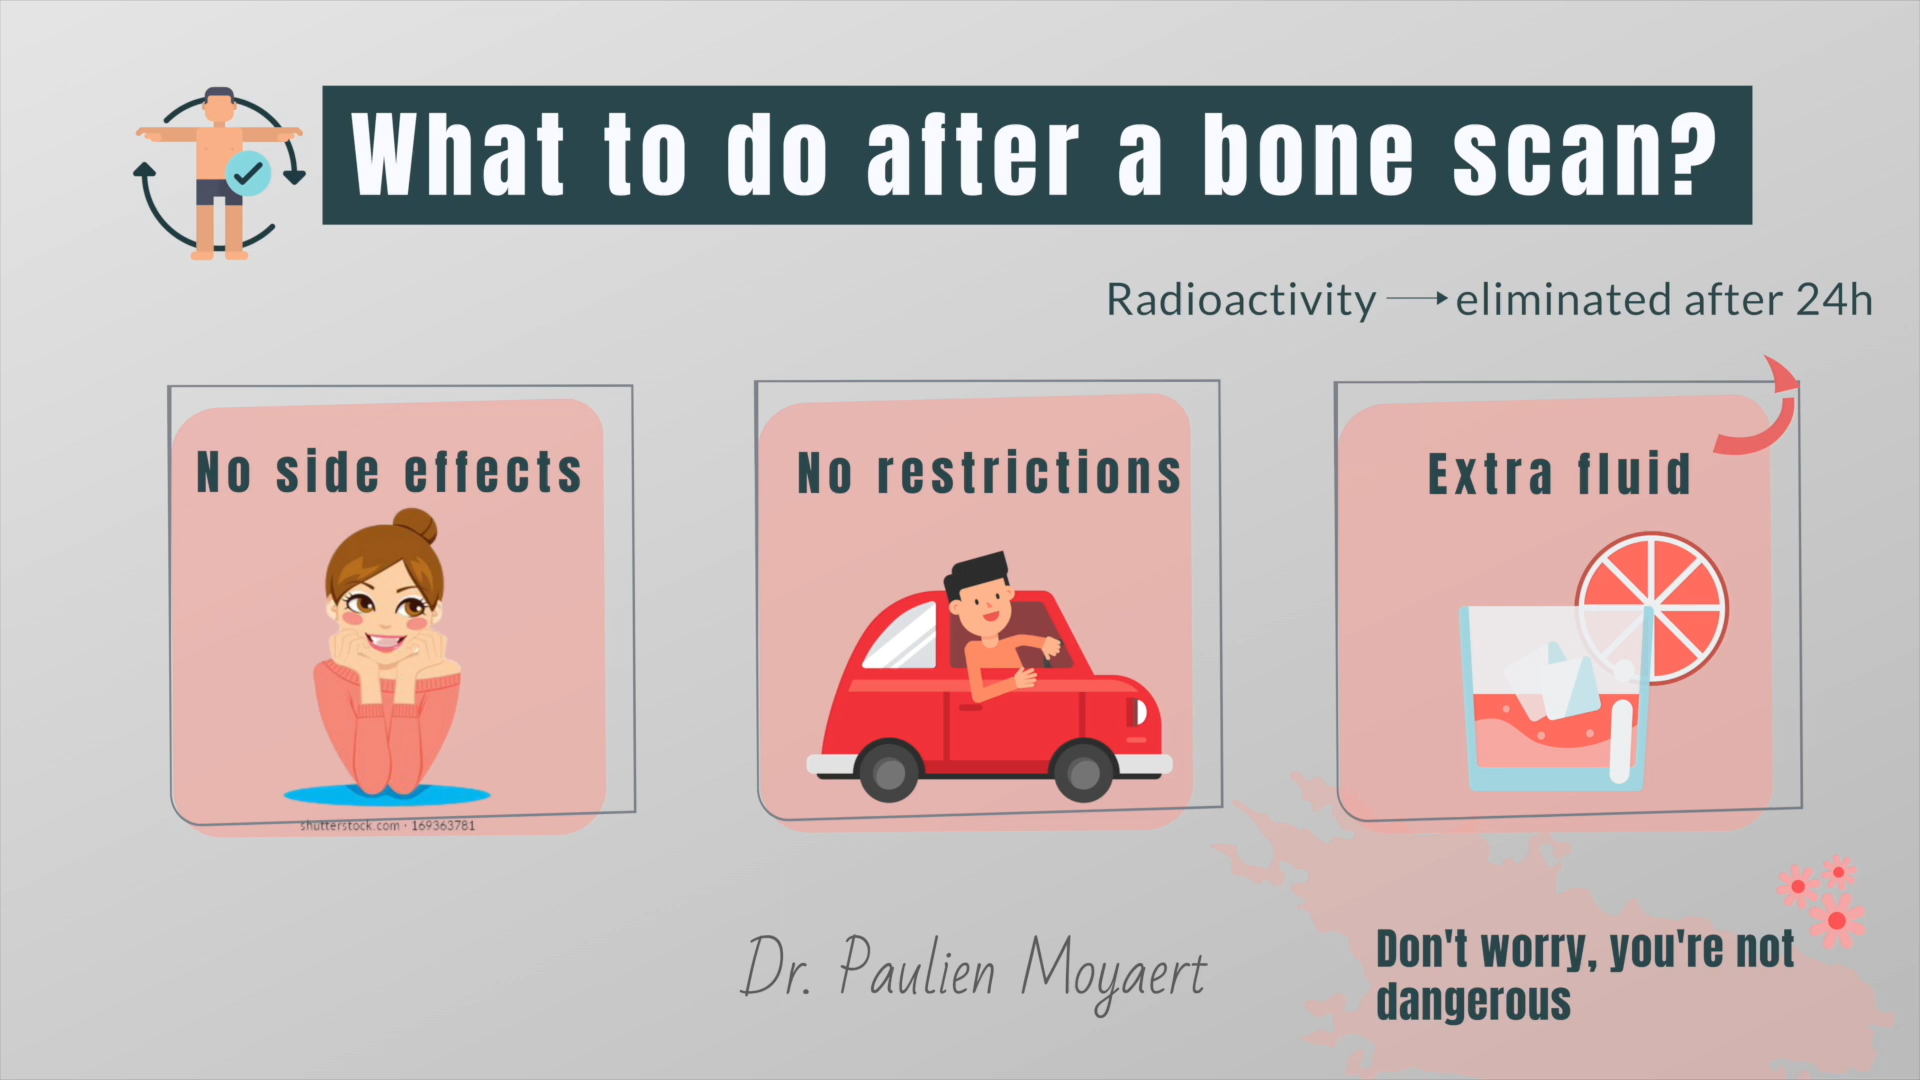 What to do after a bone scan?
Radioactivity → eliminated after 24h
No side effects
No restrictions
Extra fluid
shutterstock.com · 169363781
Dr. Paulien Moyaert
Don't worry, you're not
dangerous